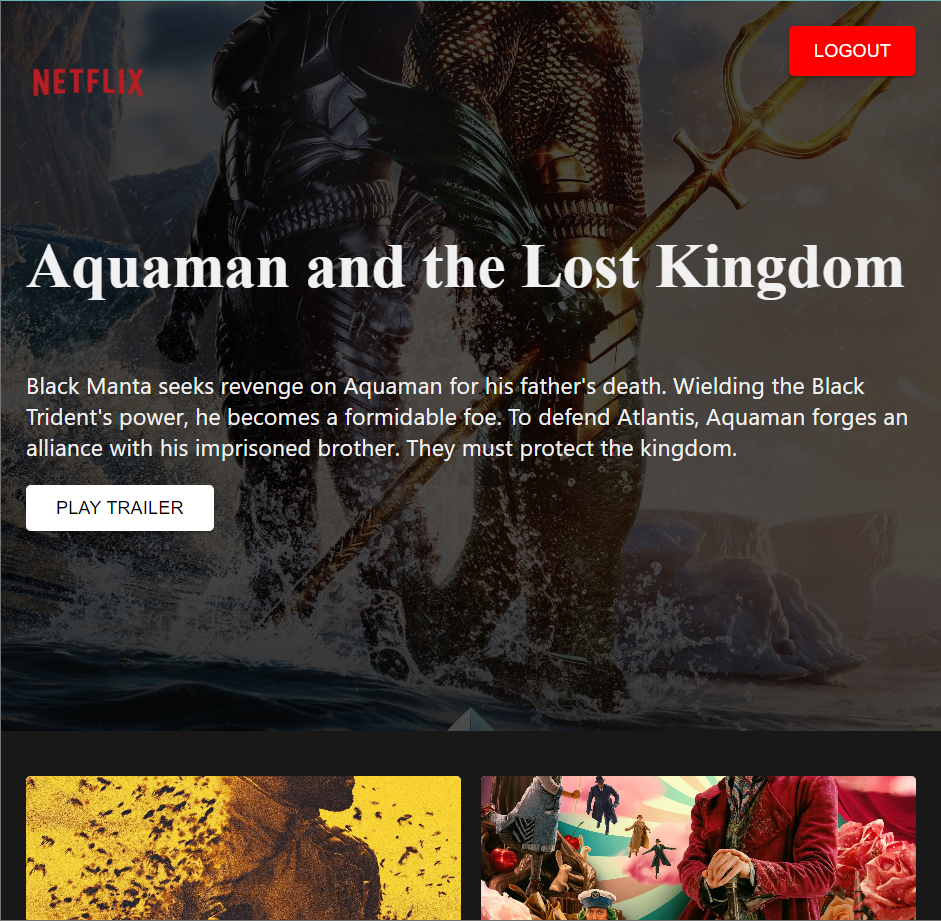 LOGOUT
NETFLIX
Aquaman and the Lost Kingdom
Black Manta seeks revenge on Aquaman for his father's death. Wielding the Black
Trident's power, he becomes a formidable foe. To defend Atlantis, Aquaman forges an
alliance with his imprisoned brother. They must protect the kingdom.
PLAY TRAILER